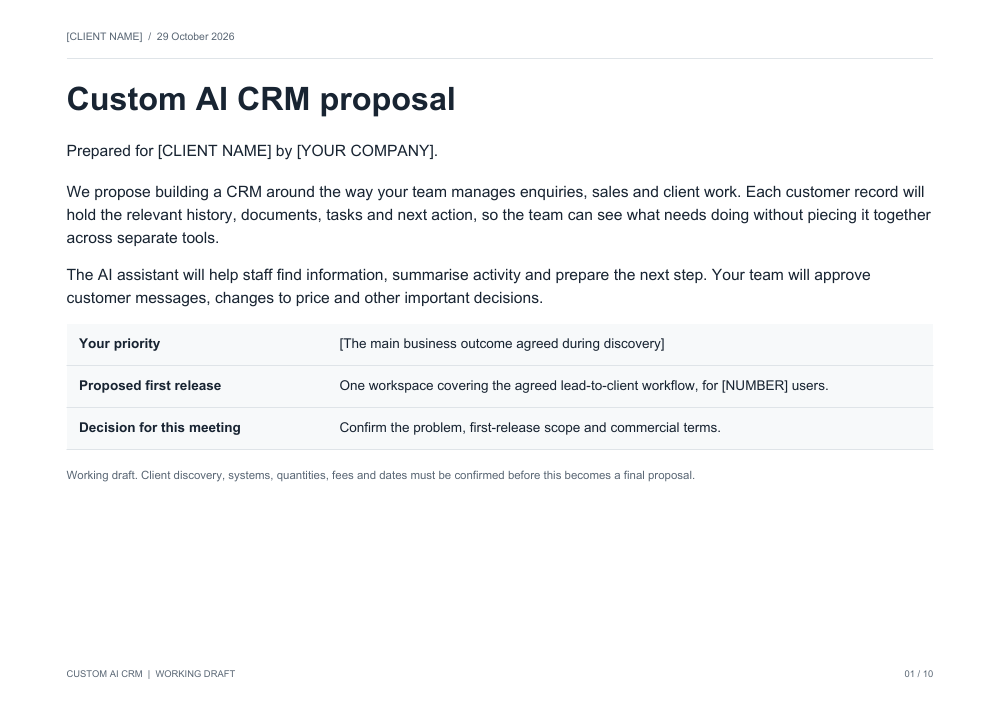 [CLIENT NAME] / 29 October 2026
Custom AI CRM proposal
Prepared for [CLIENT NAME] by [YOUR COMPANY].
We propose building a CRM around the way your team manages enquiries, sales and client work. Each customer record will
hold the relevant history, documents, tasks and next action, so the team can see what needs doing without piecing it together
across separate tools.
The AI assistant will help staff find information, summarise activity and prepare the next step. Your team will approve
customer messages, changes to price and other important decisions.
Your priority [The main business outcome agreed during discovery]
Proposed first release One workspace covering the agreed lead-to-client workflow, for [NUMBER] users.
Decision for this meeting Confirm the problem, first-release scope and commercial terms.
Working draft. Client discovery, systems, quantities, fees and dates must be confirmed before this becomes a final proposal.
CUSTOM AI CRM | WORKING DRAFT 01 / 10